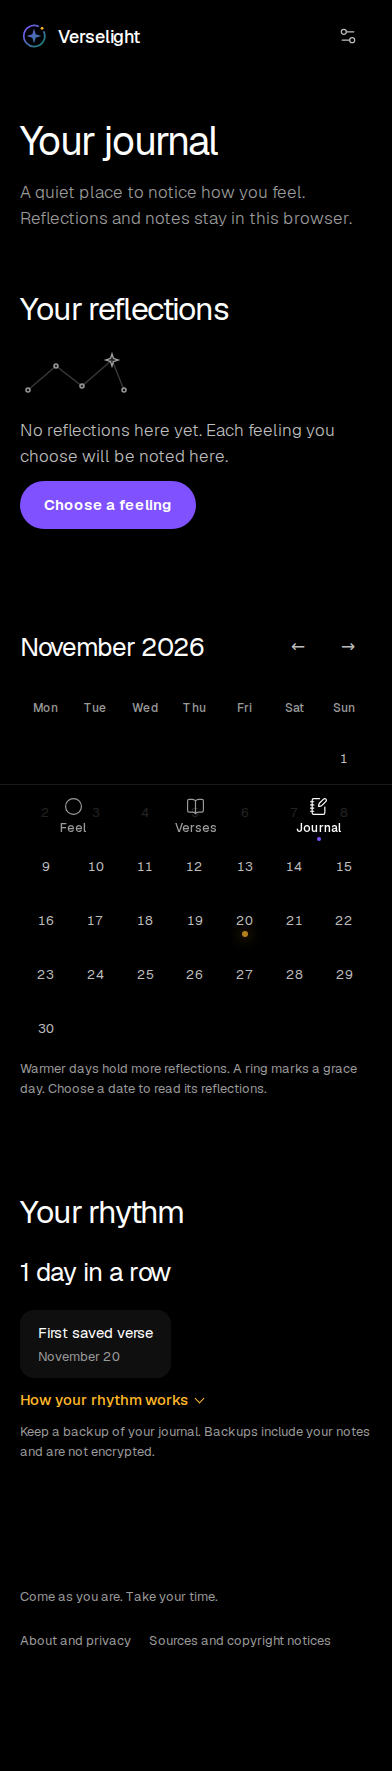 Verselight
Your journal
A quiet place to notice how you feel.
Reflections and notes stay in this browser.
Your reflections
No reflections here yet. Each feeling you
choose will be noted here.
Choose a feeling
November 2026 ← →
Mon Tue Wed Thu Fri Sat Sun
1
2 3 4 5 6 7 8
Feel Verses Journal
9 10 11 12 13 14 15
16 17 18 19 20 21 22
23 24 25 26 27 28 29
30
Warmer days hold more reflections. A ring marks a grace
day. Choose a date to read its reflections.
Your rhythm
1 day in a row
First saved verse
November 20
How your rhythm works
Keep a backup of your journal. Backups include your notes
and are not encrypted.
Come as you are. Take your time.
About and privacy Sources and copyright notices